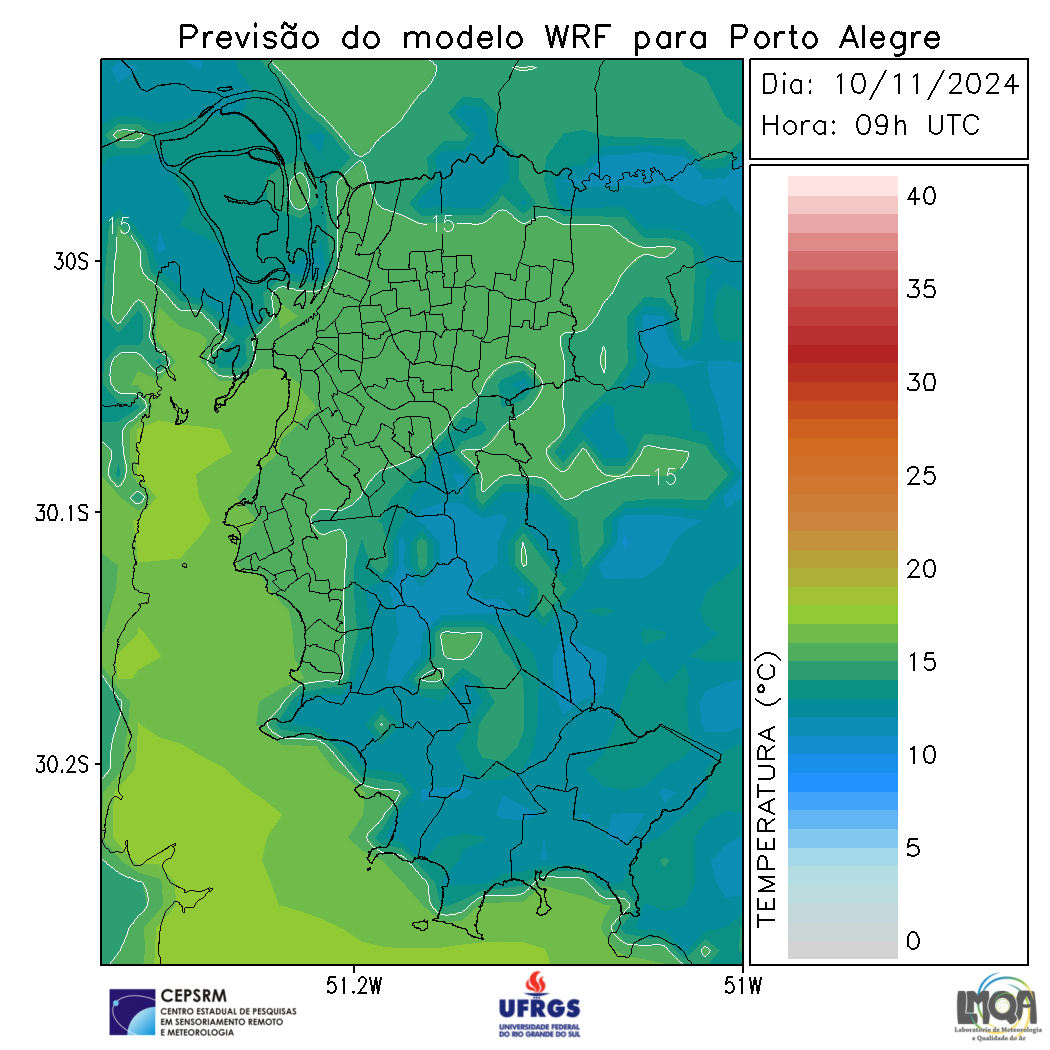 Previsão do modelo WRF para Porto Alegre
Dia: 10/11/2024
Hora: 09h UTC
15
15
15
30S
30.1S
30.2S
51.2W
51W
40
35
30
25
20
15
10
5
0
TEMPERATURA (°C)
CEPSRM
CENTRO ESTADUAL DE PESQUISAS
EM SENSORIAMENTO REMOTO
E METEOROLOGIA
UFRGS
UNIVERSIDADE FEDERAL
DO RIO GRANDE DO SUL
LMQA
Laboratório de Meteorologia
e Qualidade do Ar